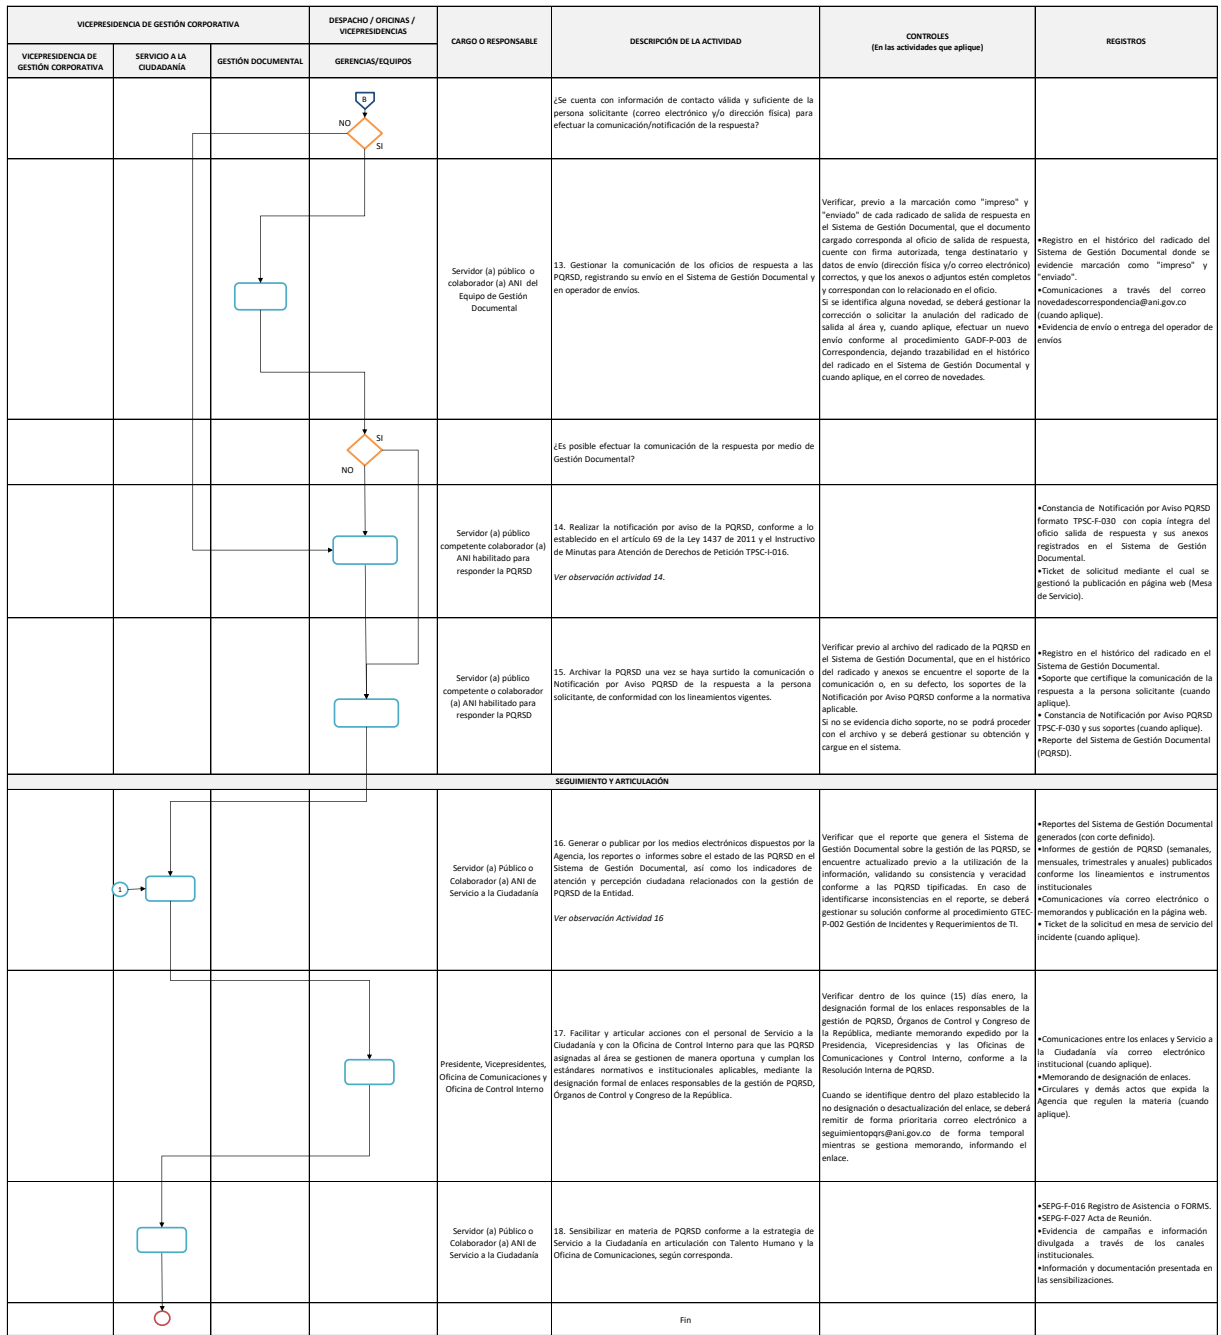 VICEPRESIDENCIA DE GESTIÓN CORPORATIVA
DESPACHO / OFICINAS /
VICEPRESIDENCIAS
CARGO O RESPONSABLE
DESCRIPCIÓN DE LA ACTIVIDAD
CONTROLES
(En las actividades que aplique)
REGISTROS
VICEPRESIDENCIA DE
GESTIÓN CORPORATIVA
SERVICIO A LA
CIUDADANÍA
GESTIÓN DOCUMENTAL
GERENCIAS/EQUIPOS
B
NO
SI
¿Se cuenta con información de contacto válida y suficiente de la
persona solicitante (correo electrónico y/o dirección física) para
efectuar la comunicación/notificación de la respuesta?
Servidor (a) público o
colaborador (a) ANI del
Equipo de Gestión
Documental
13. Gestionar la comunicación de los oficios de respuesta a las
PQRSD, registrando su envío en el Sistema de Gestión Documental y
en operador de envíos.
Verificar, previo a la marcación como "impreso" y
"enviado" de cada radicado de salida de respuesta en
el Sistema de Gestión Documental, que el documento
cargado corresponda al oficio de salida de respuesta,
cuente con firma autorizada, tenga destinatario y
datos de envío (dirección física y/o correo electrónico)
correctos, y que los anexos o adjuntos estén completos
y correspondan con lo relacionado en el oficio.
Si se identifica alguna novedad, se deberá gestionar la
corrección o solicitar la anulación del radicado de
salida al área y, cuando aplique, efectuar un nuevo
envío conforme al procedimiento GADF-P-003 de
Correspondencia, dejando trazabilidad en el histórico
del radicado en el Sistema de Gestión Documental y
cuando aplique, en el correo de novedades.
•Registro en el histórico del radicado del
Sistema de Gestión Documental donde se
evidencie marcación como "impreso" y
"enviado".
•Comunicaciones a través del correo
novedadescorrespondencia@ani.gov.co
(cuando aplique).
•Evidencia de envío o entrega del operador de
envíos
SI
NO
¿Es posible efectuar la comunicación de la respuesta por medio de
Gestión Documental?
Servidor (a) público
competente colaborador (a)
ANI habilitado para
responder la PQRSD
14. Realizar la notificación por aviso de la PQRSD, conforme a lo
establecido en el artículo 69 de la Ley 1437 de 2011 y el Instructivo
de Minutas para Atención de Derechos de Petición TPSC-I-016.
Ver observación actividad 14.
•Constancia de Notificación por Aviso PQRSD
formato TPSC-F-030 con copia íntegra del
oficio salida de respuesta y sus anexos
registrados en el Sistema de Gestión
Documental.
•Ticket de solicitud mediante el cual se
gestionó la publicación en página web (Mesa
de Servicio).
Servidor (a) público
competente o colaborador
(a) ANI habilitado para
responder la PQRSD
15. Archivar la PQRSD una vez se haya surtido la comunicación o
Notificación por Aviso PQRSD de la respuesta a la persona
solicitante, de conformidad con los lineamientos vigentes.
Verificar previo al archivo del radicado de la PQRSD en
el Sistema de Gestión Documental, que en el histórico
del radicado y anexos se encuentre el soporte de la
comunicación o, en su defecto, los soportes de la
Notificación por Aviso PQRSD conforme a la normativa
aplicable.
Si no se evidencia dicho soporte, no se podrá proceder
con el archivo y se deberá gestionar su obtención y
cargue en el sistema.
•Registro en el histórico del radicado en el
Sistema de Gestión Documental.
•Soporte que certifique la comunicación de la
respuesta a la persona solicitante (cuando
aplique).
• Constancia de Notificación por Aviso PQRSD
TPSC-F-030 y sus soportes (cuando aplique).
•Reporte del Sistema de Gestión Documental
(PQRSD).
SEGUIMIENTO Y ARTICULACIÓN
1
Servidor (a) Público o
Colaborador (a) ANI de
Servicio a la Ciudadanía
16. Generar o publicar por los medios electrónicos dispuestos por la
Agencia, los reportes o informes sobre el estado de las PQRSD en el
Sistema de Gestión Documental, así como los indicadores de
atención y percepción ciudadana relacionados con la gestión de
PQRSD de la Entidad.
Ver observación Actividad 16
Verificar que el reporte que genera el Sistema de
Gestión Documental sobre la gestión de las PQRSD, se
encuentre actualizado previo a la utilización de la
información, validando su consistencia y veracidad
conforme a las PQRSD tipificadas. En caso de
identificarse inconsistencias en el reporte, se deberá
gestionar su solución conforme al procedimiento GTEC-
P-002 Gestión de Incidentes y Requerimientos de TI.
•Reportes del Sistema de Gestión Documental
generados (con corte definido).
•Informes de gestión de PQRSD (semanales,
mensuales, trimestrales y anuales) publicados
conforme los lineamientos e instrumentos
institucionales
•Comunicaciones vía correo electrónico o
memorandos y publicación en la página web.
• Ticket de la solicitud en mesa de servicio del
incidente (cuando aplique).
Presidente, Vicepresidentes,
Oficina de Comunicaciones y
Oficina de Control Interno
17. Facilitar y articular acciones con el personal de Servicio a la
Ciudadanía y con la Oficina de Control Interno para que las PQRSD
asignadas al área se gestionen de manera oportuna y cumplan los
estándares normativos e institucionales aplicables, mediante la
designación formal de enlaces responsables de la gestión de PQRSD,
Órganos de Control y Congreso de la República.
Verificar dentro de los quince (15) días enero, la
designación formal de los enlaces responsables de la
gestión de PQRSD, Órganos de Control y Congreso de
la República, mediante memorando expedido por la
Presidencia, Vicepresidencias y las Oficinas de
Comunicaciones y Control Interno, conforme a la
Resolución Interna de PQRSD.
Cuando se identifique dentro del plazo establecido la
no designación o desactualización del enlace, se deberá
remitir de forma prioritaria correo electrónico a
seguimientopqrs@ani.gov.co de forma temporal
mientras se gestiona memorando, informando el
enlace.
•Comunicaciones entre los enlaces y Servicio a
la Ciudadanía vía correo electrónico
institucional (cuando aplique).
•Memorando de designación de enlaces.
•Circulares y demás actos que expida la
Agencia que regulen la materia (cuando
aplique).
Servidor (a) Público o
Colaborador (a) ANI de
Servicio a la Ciudadanía
18. Sensibilizar en materia de PQRSD conforme a la estrategia de
Servicio a la Ciudadanía en articulación con Talento Humano y la
Oficina de Comunicaciones, según corresponda.
•SEPG-F-016 Registro de Asistencia o FORMS.
•SEPG-F-027 Acta de Reunión.
•Evidencia de campañas e información
divulgada a través de los canales
institucionales.
•Información y documentación presentada en
las sensibilizaciones.
Fin